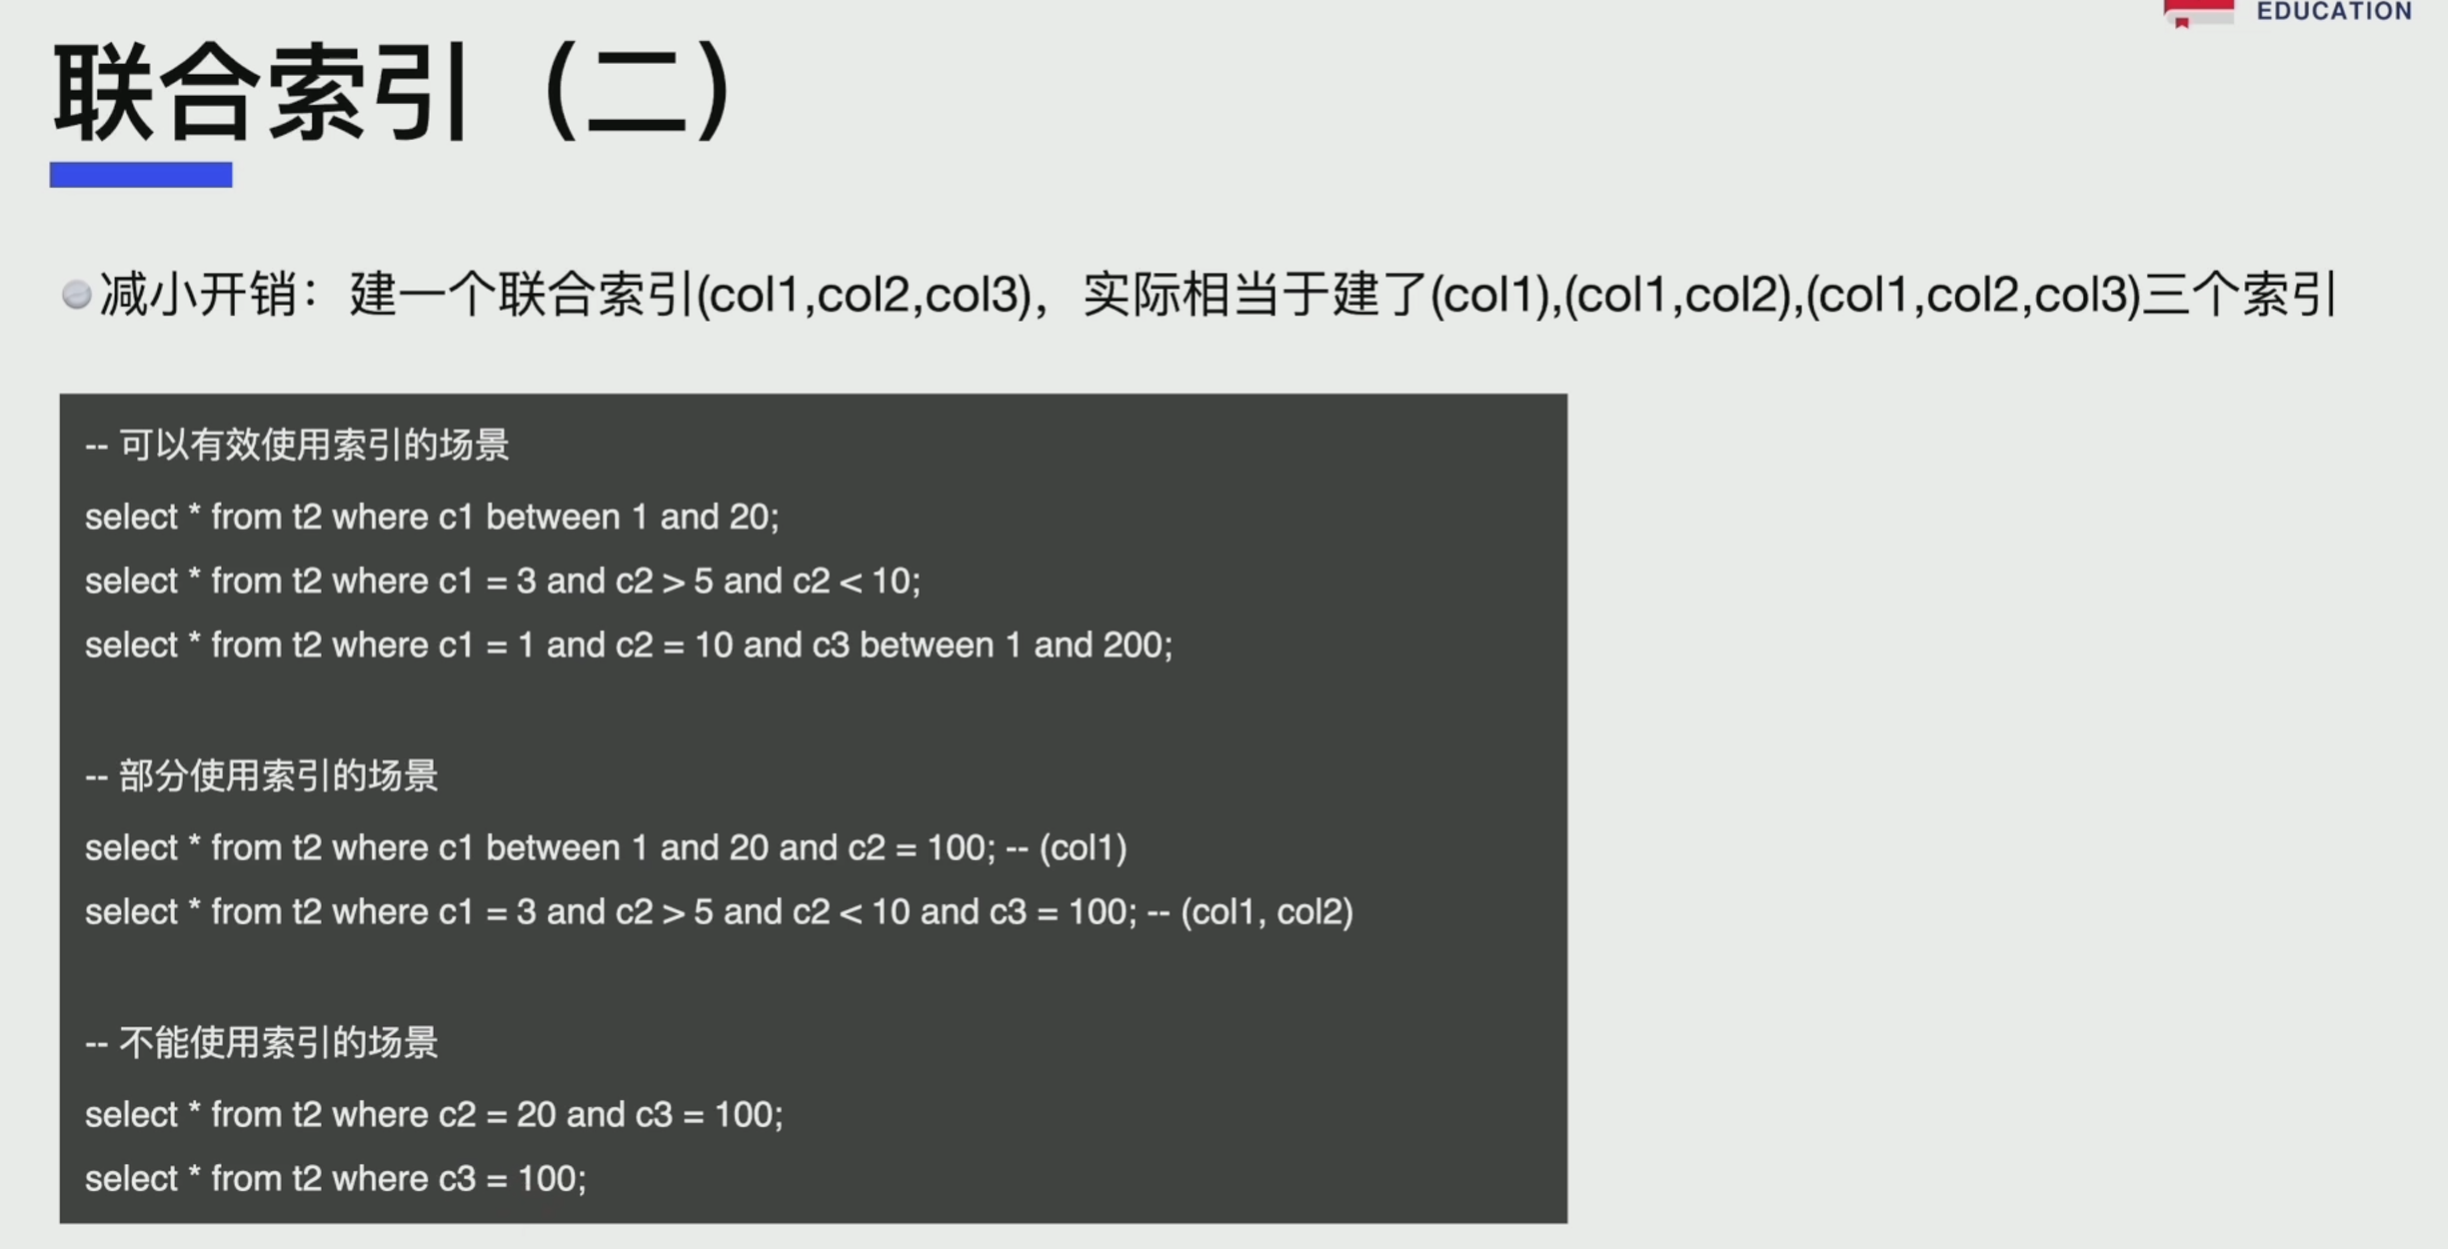 EDUCATION
联合索引（二）
减小开销：建一个联合索引(col1,col2,col3)，实际相当于建了(col1),(col1,col2),(col1,col2,col3)三个索引
-- 可以有效使用索引的场景
select * from t2 where c1 between 1 and 20;
select * from t2 where c1 = 3 and c2 > 5 and c2 < 10;
select * from t2 where c1 = 1 and c2 = 10 and c3 between 1 and 200;
-- 部分使用索引的场景
select * from t2 where c1 between 1 and 20 and c2 = 100; -- (col1)
select * from t2 where c1 = 3 and c2 > 5 and c2 < 10 and c3 = 100; -- (col1, col2)
-- 不能使用索引的场景
select * from t2 where c2 = 20 and c3 = 100;
select * from t2 where c3 = 100;